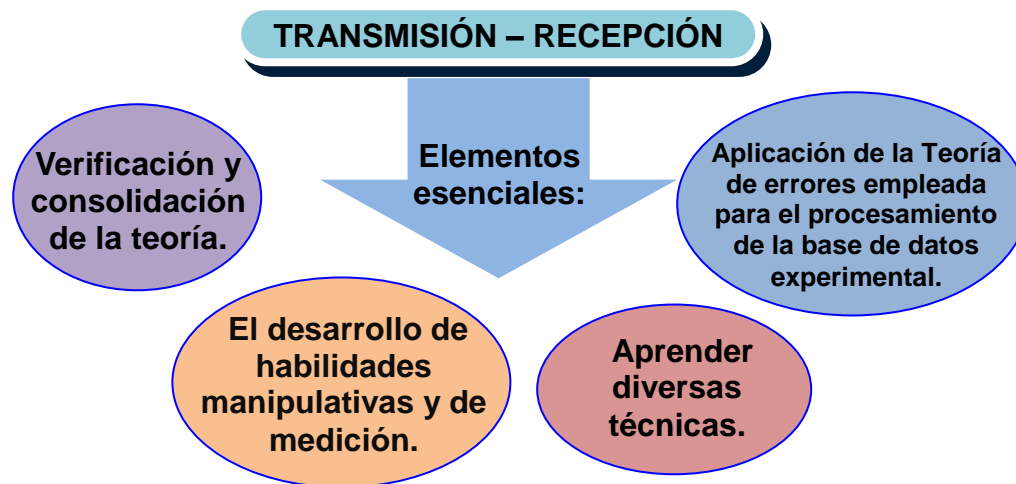 TRANSMISIÓN – RECEPCIÓN
Elementos
esenciales:
Verificación y
consolidación
de la teoría.
El desarrollo de
habilidades
manipulativas y de
medición.
Aprender
diversas
técnicas.
Aplicación de la Teoría
de errores empleada
para el procesamiento
de la base de datos
experimental.